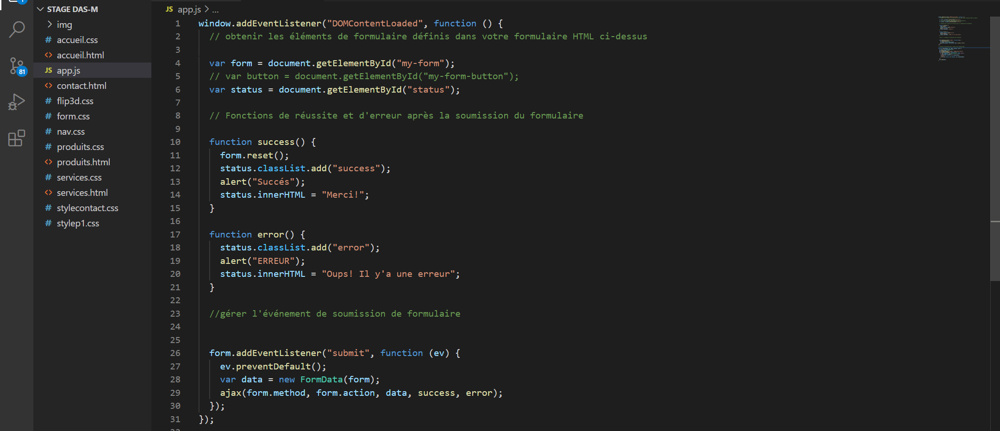 1
STAGE DAS-M
img
accueil.css
accueil.html
JS app.js
contact.html
flip3d.css
form.css
nav.css
produits.css
produits.html
services.css
services.html
stylecontact.css
stylep1.css
81
JS app.js > ...
1 window.addEventListener("DOMContentLoaded", function () {
2 // obtenir les éléments de formulaire définis dans votre formulaire HTML ci-dessus
3
4 var form = document.getElementById("my-form");
5 // var button = document.getElementById("my-form-button");
6 var status = document.getElementById("status");
7
8 // Fonctions de réussite et d'erreur après la soumission du formulaire
9
10 function success() {
11 form.reset();
12 status.classList.add("success");
13 alert("Succés");
14 status.innerHTML = "Merci!";
15 }
16
17 function error() {
18 status.classList.add("error");
19 alert("ERREUR");
20 status.innerHTML = "Oups! Il y'a une erreur";
21 }
22
23 //gérer l'événement de soumission de formulaire
24
25
26 form.addEventListener("submit", function (ev) {
27 ev.preventDefault();
28 var data = new FormData(form);
29 ajax(form.method, form.action, data, success, error);
30 });
31 });